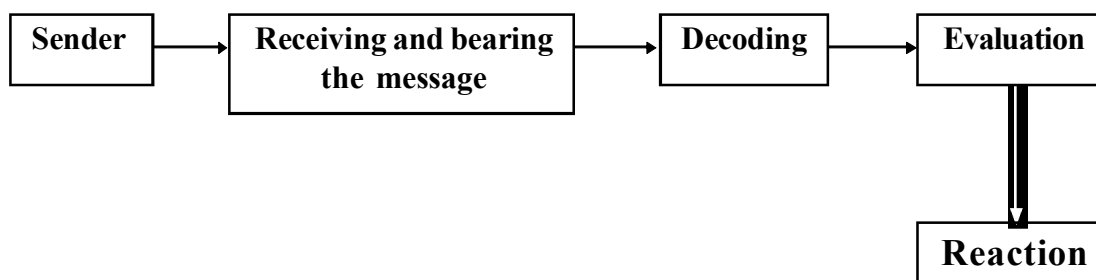 Sender
Receiving and bearing
the message
Decoding
Evaluation
Reaction